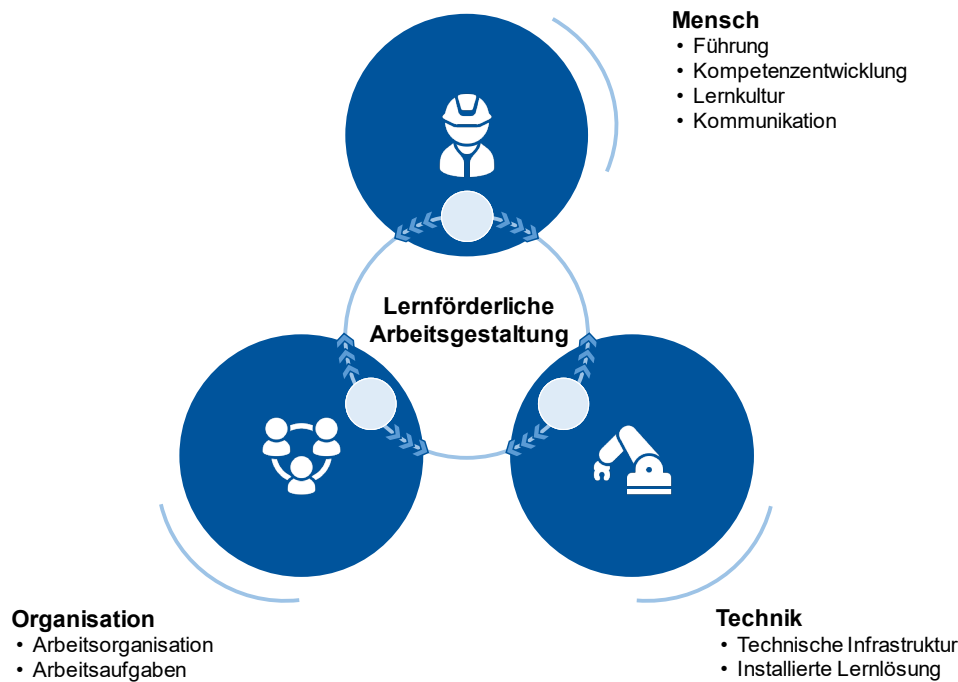 Mensch
• Führung
• Kompetenzentwicklung
• Lernkultur
• Kommunikation
Lernförderliche
Arbeitsgestaltung
Organisation
• Arbeitsorganisation
• Arbeitsaufgaben
Technik
• Technische Infrastruktur
• Installierte Lernlösung